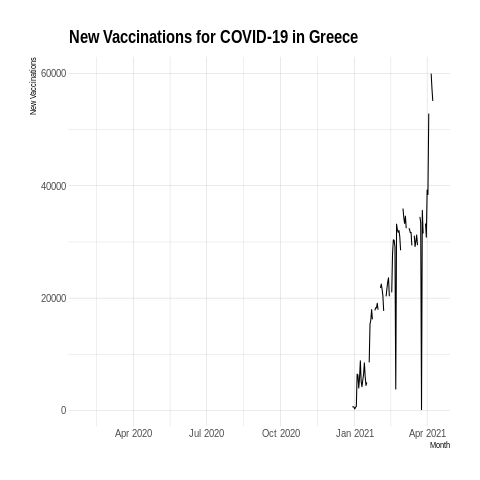 New Vaccinations for COVID-19 in Greece
New Vaccinations
60000
40000
20000
0
Apr 2020 Jul 2020 Oct 2020 Jan 2021 Apr 2021
Month